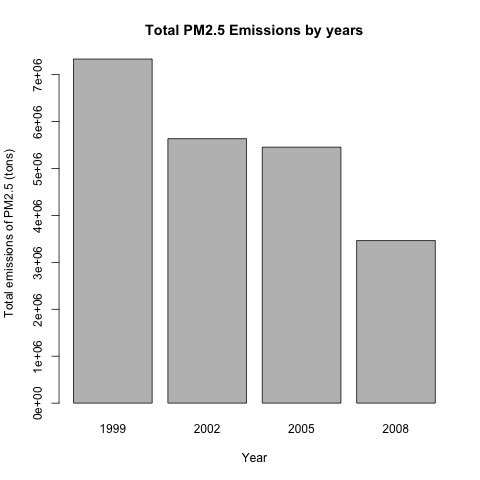 Total PM2.5 Emissions by years
Total emissions of PM2.5 (tons)
7e+06
6e+06
5e+06
4e+06
3e+06
2e+06
1e+06
0e+00
1999 2002 2005 2008
Year